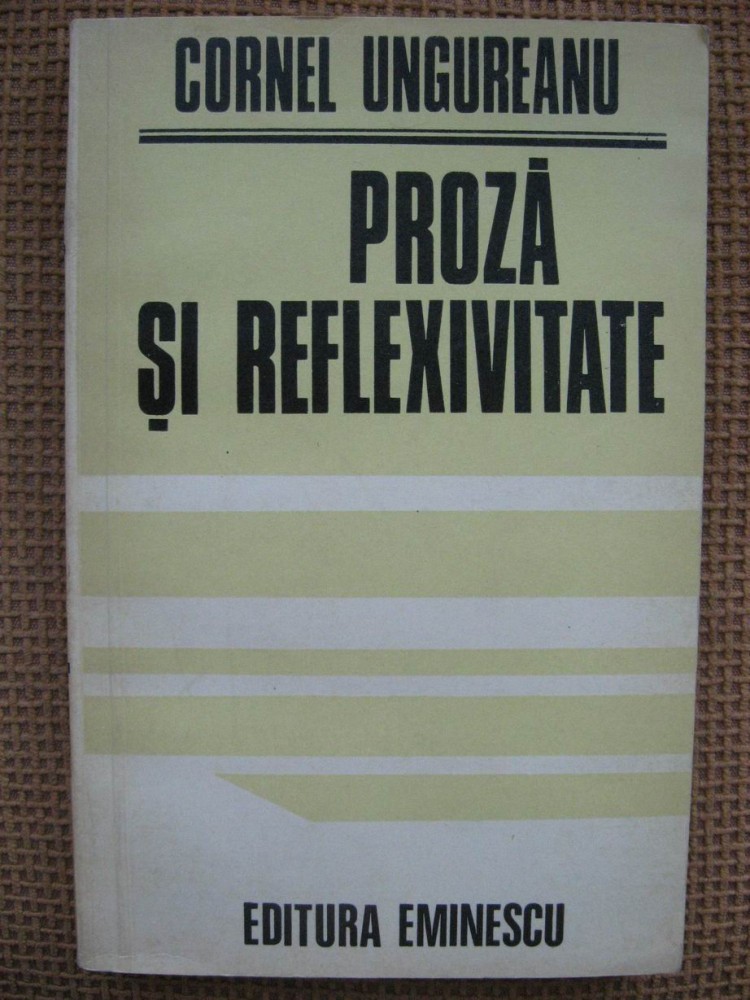 CORNEL UNGUREANU
PROZĂ
ȘI REFLEXIVITATE
EDITURA EMINESCU